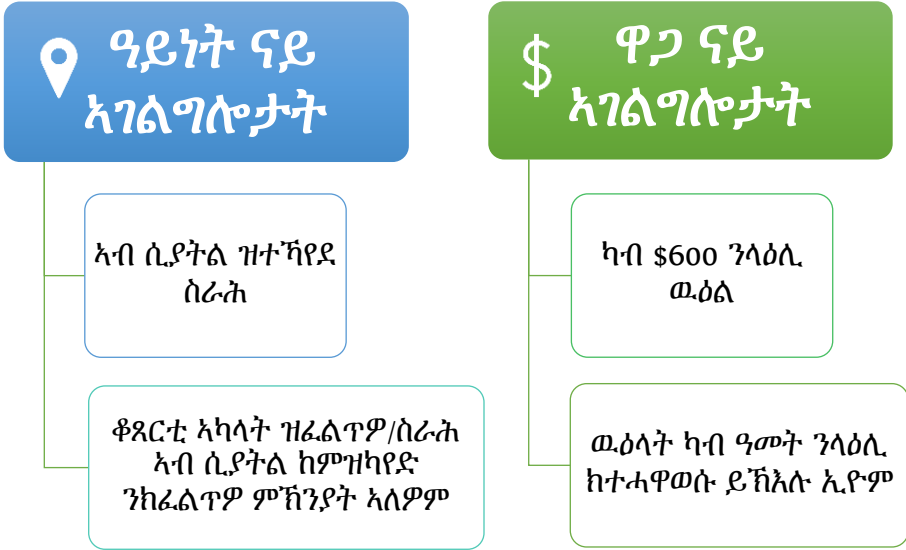 ዓይነት ናይ
ኣገልግሎታት
ኣብ ሲያትል ዝተኻየደ
ስራሕ
ቆጸርቲ ኣካላት ዝፈልጥዎ/ስራሕ
ኣብ ሲያትል ከምዝካየድ
ንክፈልጥዎ ምኽንያት ኣለዎም
$
ዋጋ ናይ
ኣገልግሎታት
ካብ $600 ንላዕሊ
ዉዕል
ዉዕላት ካብ ዓመት ንላዕሊ
ክተሓዋወሱ ይኽእሉ ኢዮም